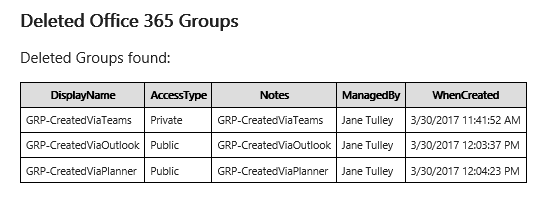 Deleted Office 365 Groups
Deleted Groups found:
DisplayName AccessType Notes ManagedBy WhenCreated
GRP-CreatedViaTeams Private GRP-CreatedViaTeams Jane Tulley 3/30/2017 11:41:52 AM
GRP-CreatedViaOutlook Public GRP-CreatedViaOutlook Jane Tulley 3/30/2017 12:03:37 PM
GRP-CreatedViaPlanner Public GRP-CreatedViaPlanner Jane Tulley 3/30/2017 12:04:23 PM